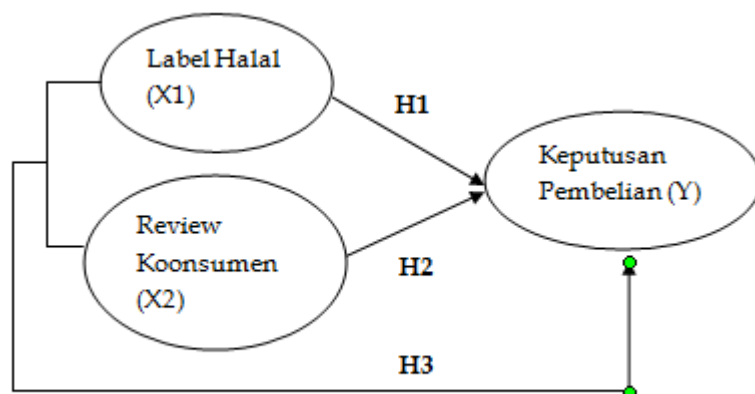 Label Halal
(X1)
H1
Keputusan
Pembelian (Y)
Review
Koonsumen
(X2)
H2
H3